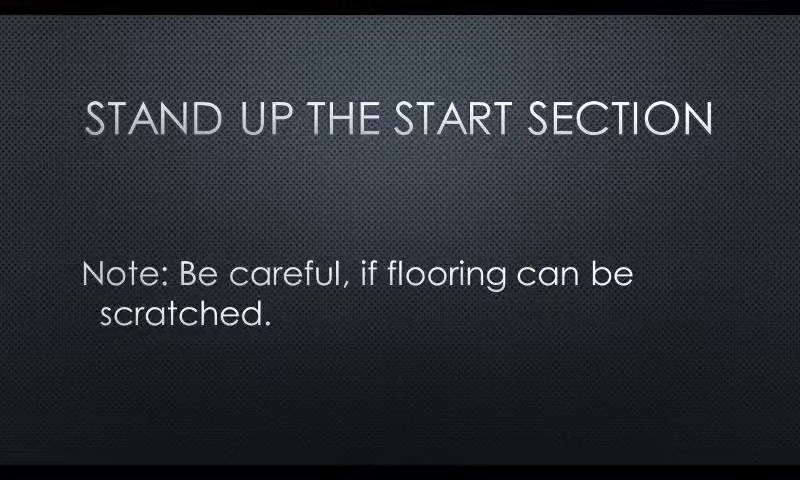 STAND UP THE START SECTION
Note: Be careful, if flooring can be
scratched.